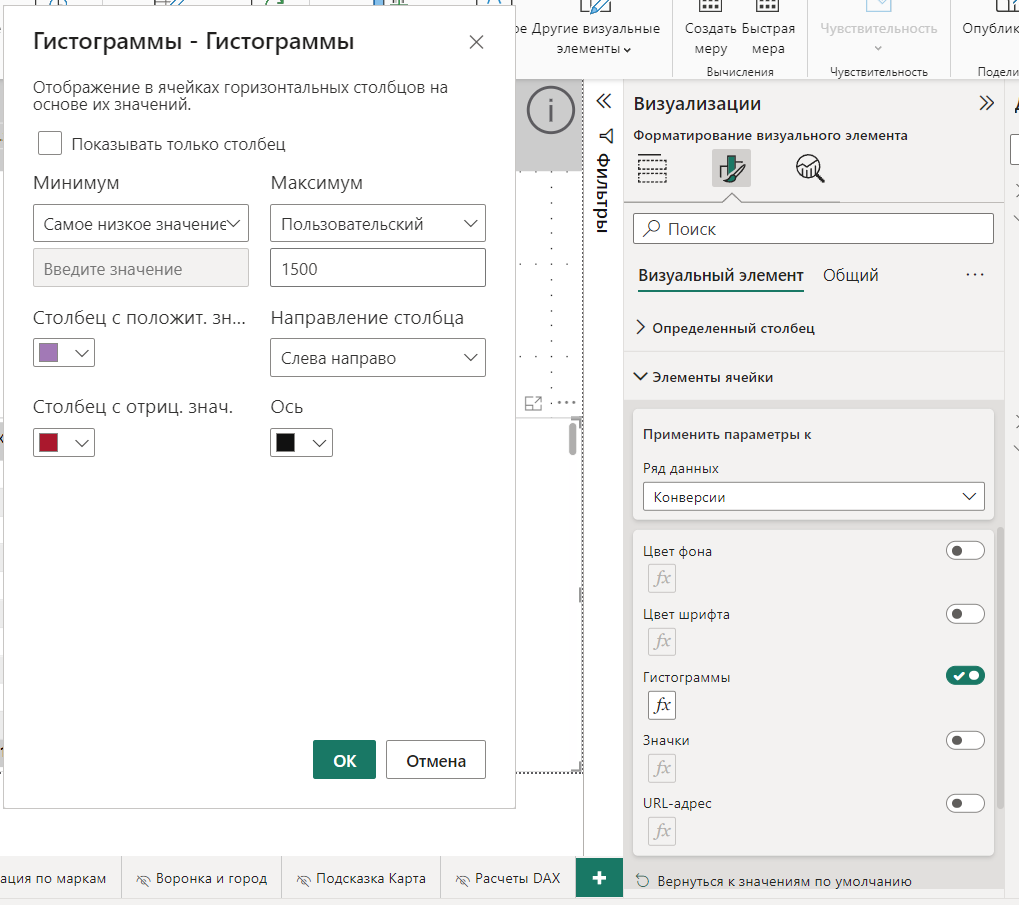 Другие визуальные
элементы
Создать
меру
Быстрая
мера
Вычисления
Чувствительность
Чувствительность
Гистограммы - Гистограммы
Отображение в ячейках горизонтальных столбцов на
основе их значений.
Показывать только столбец
Минимум
Максимум
Самое низкое значение
Пользовательский
Введите значение
1500
Столбец с положит. зн...
Направление столбца
Слева направо
Столбец с отриц. знач.
Ось
ОК
Отмена
Фильтры
Визуализации
Форматирование визуального элемента
Поиск
Визуальный элемент
Общий
Определенный столбец
Элементы ячейки
Применить параметры к
Ряд данных
Конверсии
Цвет фона
fx
Цвет шрифта
fx
Гистограммы
fx
Значки
fx
URL-адрес
fx
Вернуться к значениям по умолчанию
по маркам
Воронка и город
Подсказка Карта
Расчеты DAX
+